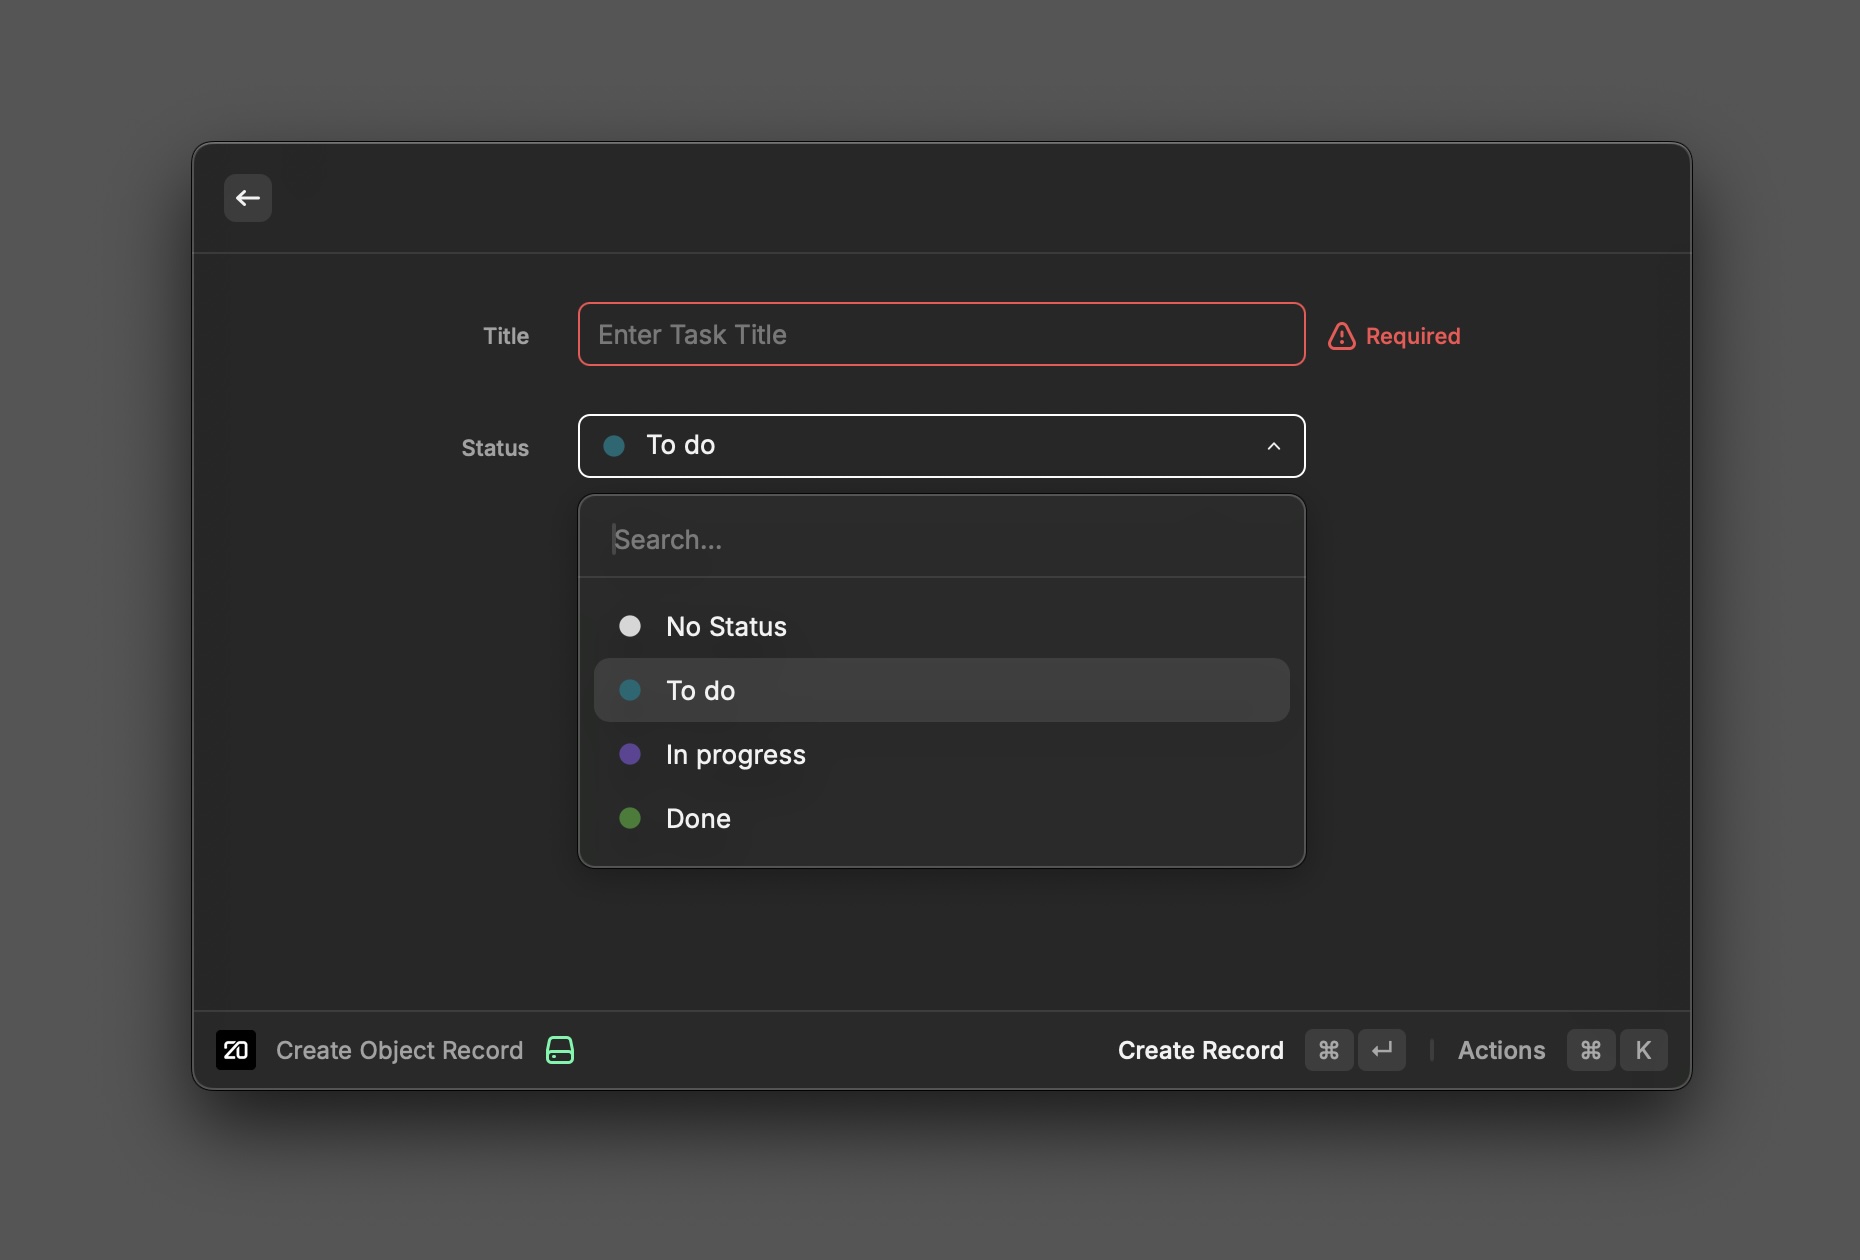 Title
Enter Task Title
Required
Status
To do
Search...
No Status
To do
In progress
Done
20 Create Object Record
Create Record ⌘ ↵ | Actions ⌘ K